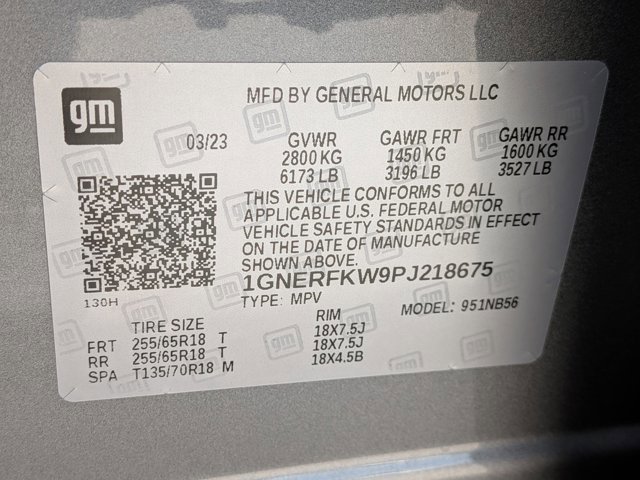 gm
MFD BY GENERAL MOTORS LLC
03/23 GVWR GAWR FRT GAWR RR
2800 KG 1450 KG 1600 KG
6173 LB 3196 LB 3527 LB
THIS VEHICLE CONFORMS TO ALL
APPLICABLE U.S. FEDERAL MOTOR
VEHICLE SAFETY STANDARDS IN EFFECT
ON THE DATE OF MANUFACTURE
SHOWN ABOVE.
1GNERFKW9PJ218675
130H TYPE: MPV MODEL: 951NB56
TIRE SIZE RIM
FRT 255/65R18 T 18X7.5J
RR 255/65R18 T 18X7.5J
SPA T135/70R18 M 18X4.5B